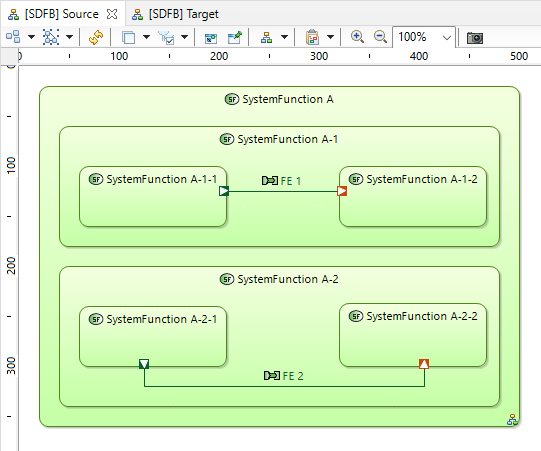 [SDFB] Source
[SDFB] Target
100%
0 100 200 300 400 500
SF SystemFunction A
SF SystemFunction A-1
100
SF SystemFunction A-1-1
FE 1
SF SystemFunction A-1-2
200
SF SystemFunction A-2
SF SystemFunction A-2-1
SF SystemFunction A-2-2
300
FE 2